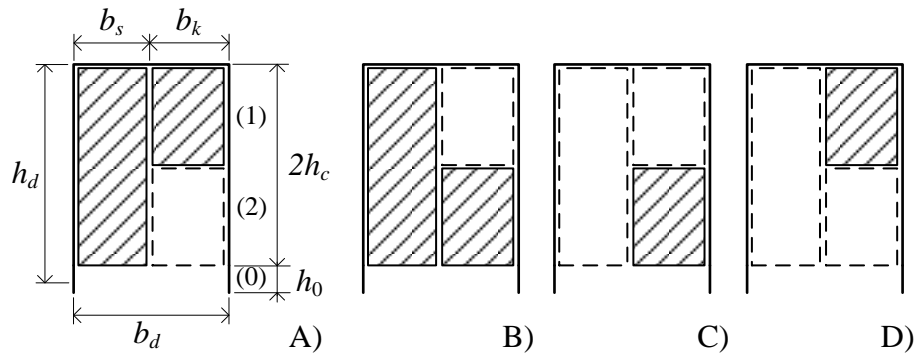 b_s b_k
(1)
h_d 2h_c
(2)
(0) h_0
b_d A) B) C) D)